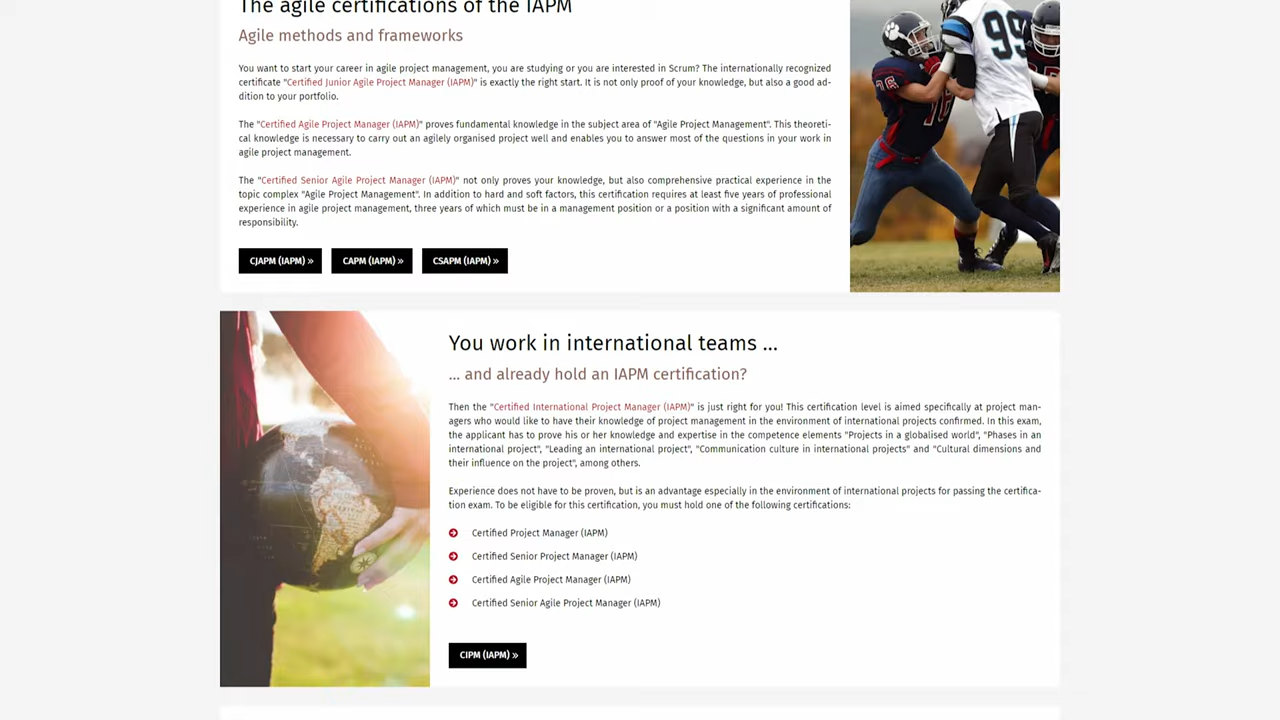 The agile certifications of the IAPM
Agile methods and frameworks
You want to start your career in agile project management, you are studying or you are interested in Scrum? The internationally recognized
certificate "Certified Junior Agile Project Manager (IAPM)" is exactly the right start. It is not only proof of your knowledge, but also a good ad-
dition to your portfolio.
The "Certified Agile Project Manager (IAPM)" proves fundamental knowledge in the subject area of "Agile Project Management". This theoreti-
cal knowledge is necessary to carry out an agilely organised project well and enables you to answer most of the questions in your work in
agile project management.
The "Certified Senior Agile Project Manager (IAPM)" not only proves your knowledge, but also comprehensive practical experience in the
topic complex "Agile Project Management". In addition to hard and soft factors, this certification requires at least five years of professional
experience in agile project management, three years of which must be in a management position or a position with a significant amount of
responsibility.
CJAPM (IAPM) »
CAPM (IAPM) »
CSAPM (IAPM) »
99
76
You work in international teams ...
... and already hold an IAPM certification?
Then the "Certified International Project Manager (IAPM)" is just right for you! This certification level is aimed specifically at project man-
agers who would like to have their knowledge of project management in the environment of international projects confirmed. In this exam,
the applicant has to prove his or her knowledge and expertise in the competence elements "Projects in a globalised world", "Phases in an
international project", "Leading an international project", "Communication culture in international projects" and "Cultural dimensions and
their influence on the project", among others.
Experience does not have to be proven, but is an advantage especially in the environment of international projects for passing the certifica-
tion exam. To be eligible for this certification, you must hold one of the following certifications:
Certified Project Manager (IAPM)
Certified Senior Project Manager (IAPM)
Certified Agile Project Manager (IAPM)
Certified Senior Agile Project Manager (IAPM)
CIPM (IAPM) »